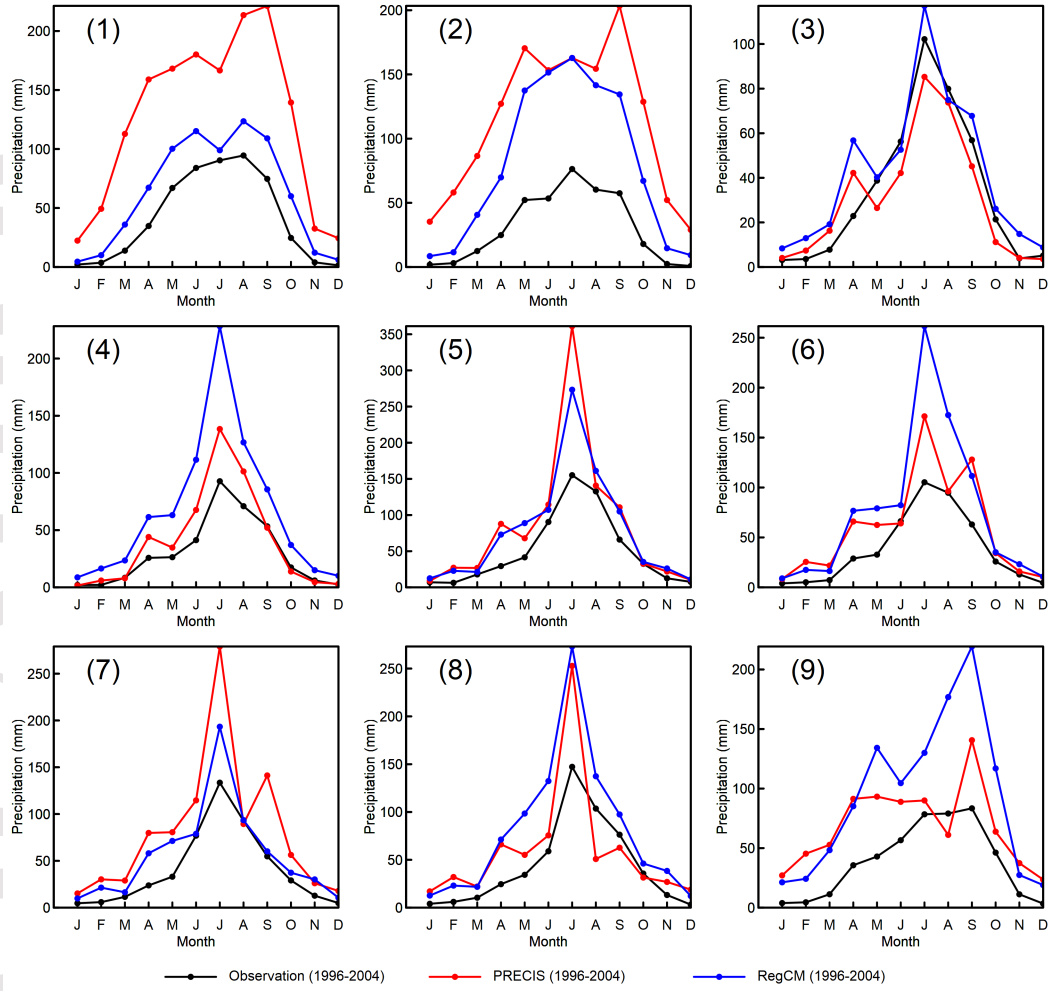 (1)
Precipitation (mm)
200
150
100
50
0
J F M A M J J A S O N D
Month
(2)
Precipitation (mm)
200
150
100
50
0
J F M A M J J A S O N D
Month
(3)
Precipitation (mm)
100
80
60
40
20
0
J F M A M J J A S O N D
Month
(4)
Precipitation (mm)
200
150
100
50
0
J F M A M J J A S O N D
Month
(5)
Precipitation (mm)
350
300
250
200
150
100
50
0
J F M A M J J A S O N D
Month
(6)
Precipitation (mm)
250
200
150
100
50
0
J F M A M J J A S O N D
Month
(7)
Precipitation (mm)
250
200
150
100
50
0
J F M A M J J A S O N D
Month
(8)
Precipitation (mm)
250
200
150
100
50
0
J F M A M J J A S O N D
Month
(9)
Precipitation (mm)
200
150
100
50
0
J F M A M J J A S O N D
Month
Observation (1996-2004) PRECIS (1996-2004) RegCM (1996-2004)